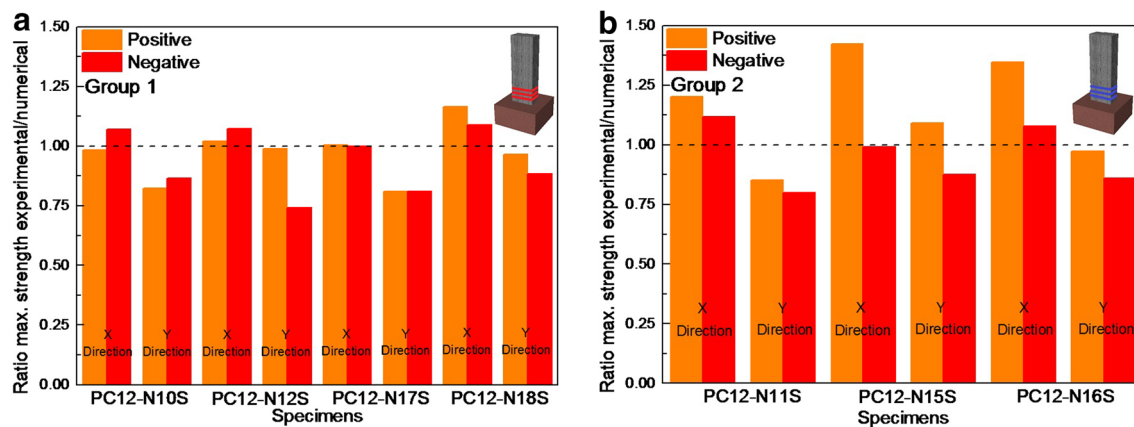 a
1.50
1.25
1.00
0.75
0.50
0.25
0.00
Ratio max. strength experimental/numerical
Positive
Negative
Group 1
X Direction
Y Direction
X Direction
Y Direction
X Direction
Y Direction
X Direction
Y Direction
PC12-N10S PC12-N12S PC12-N17S PC12-N18S
Specimens
b
1.50
1.25
1.00
0.75
0.50
0.25
0.00
Ratio max. strength experimental/numerical
Positive
Negative
Group 2
X Direction
Y Direction
X Direction
Y Direction
X Direction
Y Direction
PC12-N11S PC12-N15S PC12-N16S
Specimens